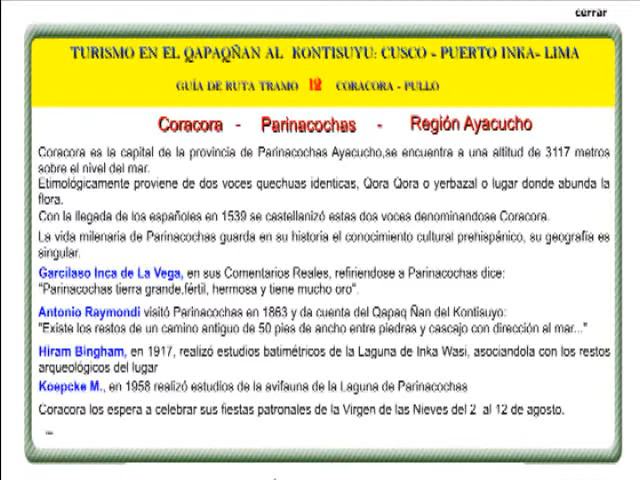 cerrar
TURISMO EN EL QAPAQÑAN AL KONTISUYU: CUSCO - PUERTO INKA- LIMA
GUÍA DE RUTA TRAMO 12 CORACORA - PULLO
Coracora - Parinacochas - Región Ayacucho
Coracora es la capital de la provincia de Parinacochas Ayacucho,se encuentra a una altitud de 3117 metros
sobre el nivel del mar.
Etimológicamente proviene de dos voces quechuas identicas, Qora Qora o yerbazal o lugar donde abunda la
flora.
Con la llegada de los españoles en 1539 se castellanizó estas dos voces denominandose Coracora.
La vida milenaria de Parinacochas guarda en su historia el conocimiento cultural prehispánico, su geografía es
singular.
Garcilaso Inca de La Vega, en sus Comentarios Reales, refiriendose a Parinacochas dice:
"Parinacochas tierra grande,fértil, hermosa y tiene mucho oro".
Antonio Raymondi visitó Parinacochas en 1863 y da cuenta del Qapaq Ñan del Kontisuyo:
"Existe los restos de un camino antiguo de 50 pies de ancho entre piedras y cascajo con dirección al mar..."
Hiram Bingham, en 1917, realizó estudios batimétricos de la Laguna de Inka Wasi, asociandola con los restos
arqueológicos del lugar
Koepcke M., en 1958 realizó estudios de la avifauna de la Laguna de Parinacochas
Coracora los espera a celebrar sus fiestas patronales de la Virgen de las Nieves del 2 al 12 de agosto.